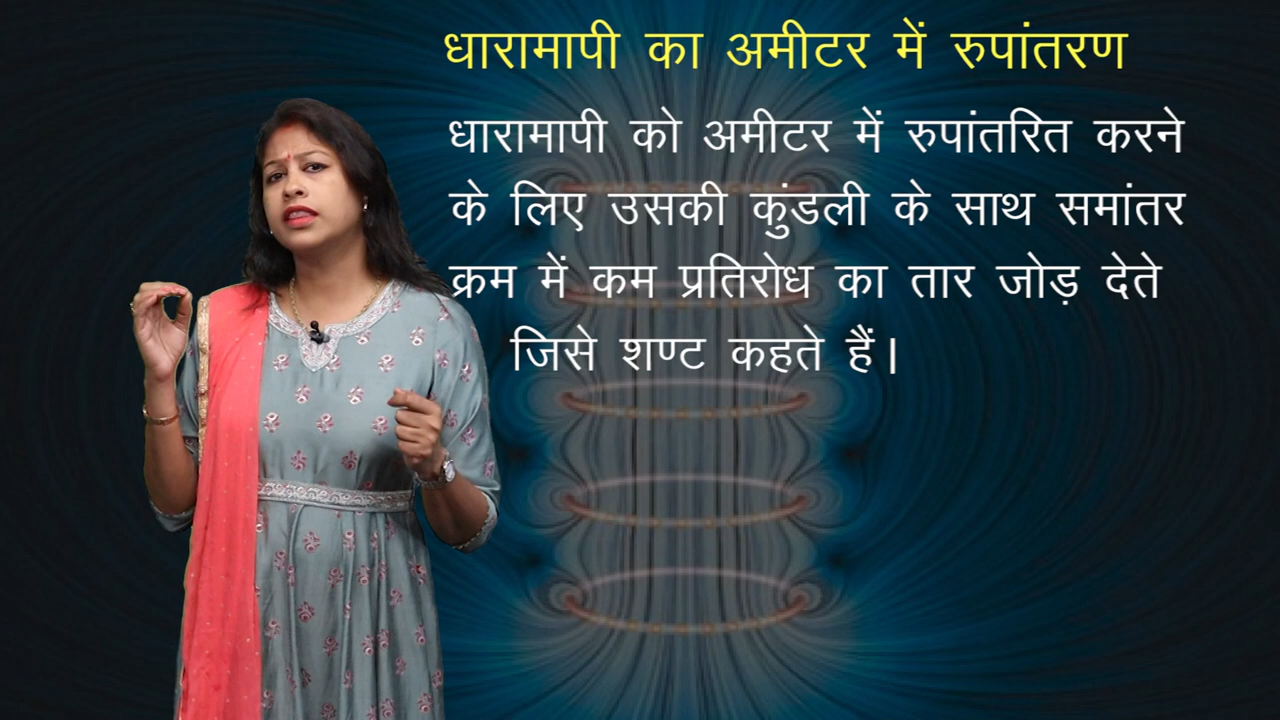 धारामापी का अमीटर में रुपांतरण
धारामापी को अमीटर में रुपांतरित करने
के लिए उसकी कुंडली के साथ समांतर
क्रम में कम प्रतिरोध का तार जोड़ देते
जिसे शण्ट कहते हैं।